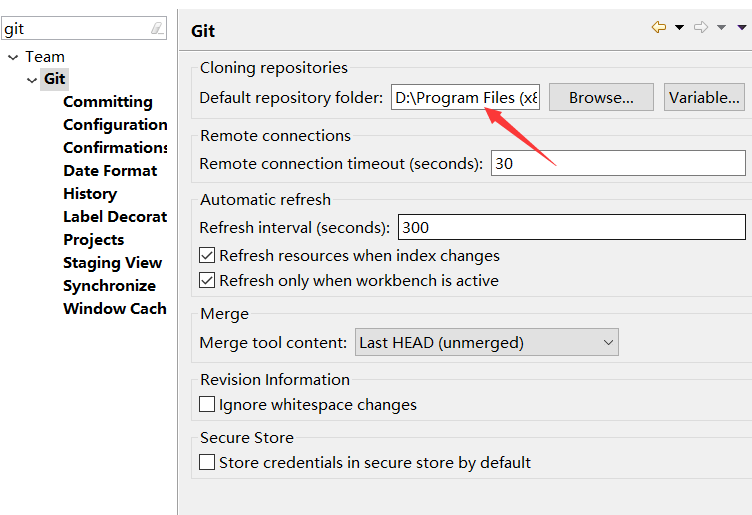 git
Team
Git
Committing
Configuration
Confirmations
Date Format
History
Label Decorat
Projects
Staging View
Synchronize
Window Cach
Git
Cloning repositories
Default repository folder: D:\Program Files (x8 Browse... Variable...
Remote connections
Remote connection timeout (seconds): 30
Automatic refresh
Refresh interval (seconds): 300
Refresh resources when index changes
Refresh only when workbench is active
Merge
Merge tool content: Last HEAD (unmerged)
Revision Information
Ignore whitespace changes
Secure Store
Store credentials in secure store by default